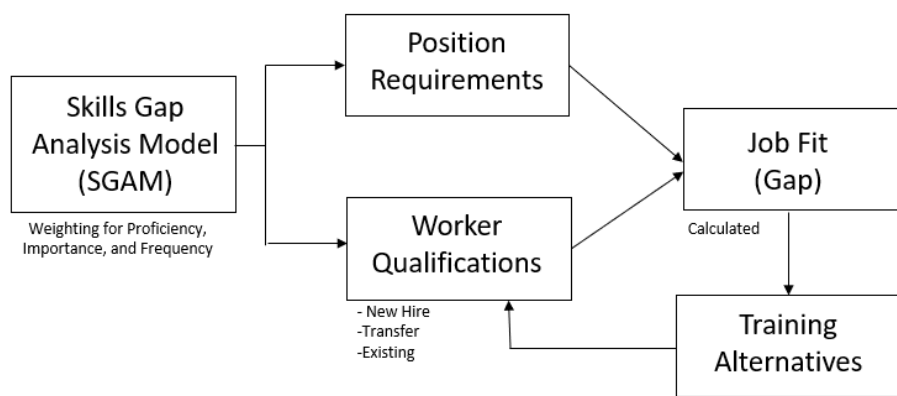 Skills Gap
Analysis Model
(SGAM)
Weighting for Proficiency,
Importance, and Frequency
Position
Requirements
Worker
Qualifications
- New Hire
-Transfer
-Existing
Job Fit
(Gap)
Calculated
Training
Alternatives